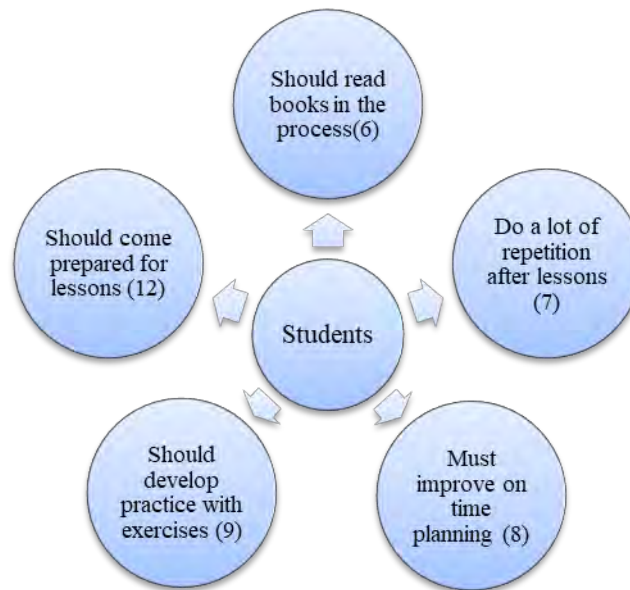 Should read
books in the
process(6)
Do a lot of
repetition
after lessons
(7)
Must
improve on
time
planning (8)
Should
develop
practice with
exercises (9)
Should come
prepared for
lessons (12)
Students